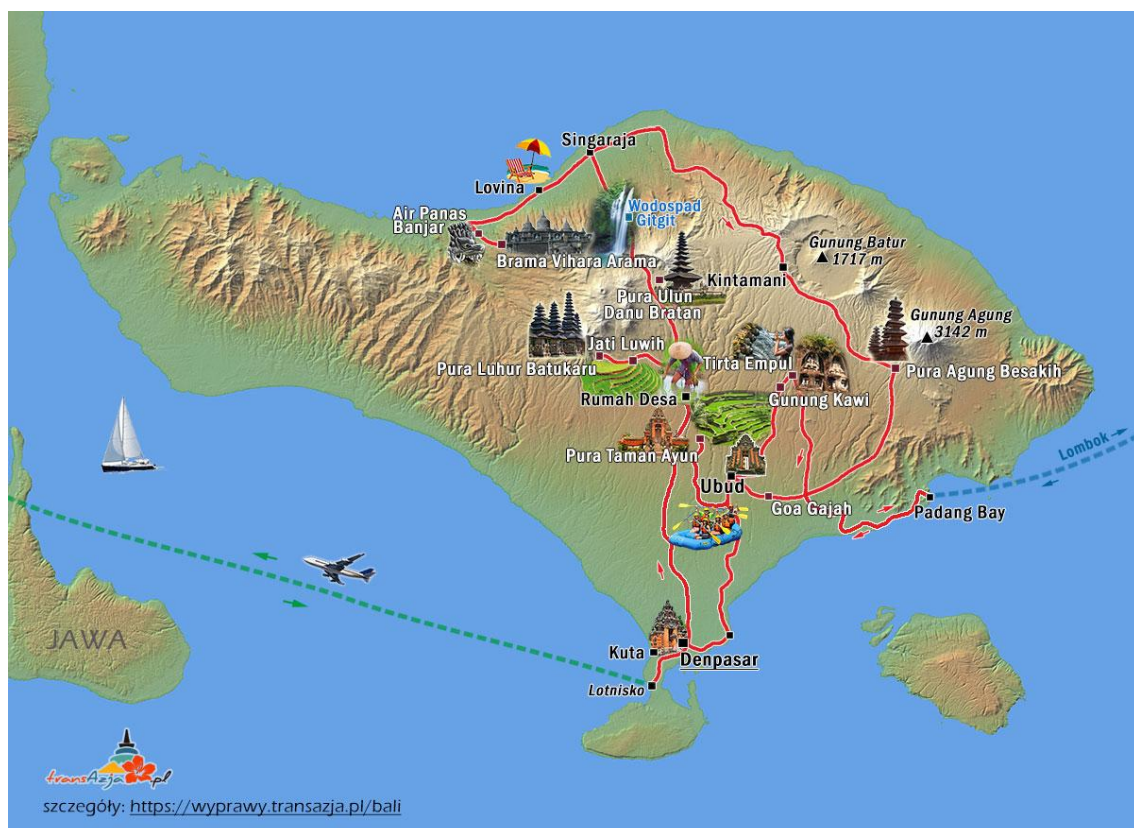 Singaraja
Lovina
Wodospad
Gitgit
Air Panas
Banjar
Brama Vihara Arama
Gunung Batur
1717 m
Kintamani
Pura Ulun
Danu Bratan
Gunung Agung
3142 m
Jati Luwih
Pura Luhur Batukaru
Tirta Empul
Pura Agung Besakih
Rumah Desa
Gunung Kawi
Pura Taman Ayun
Lombok
Ubud
Goa Gajah
Padang Bay
JAWA
Kuta
Denpasar
Lotnisko
transAzja.pl
szczegóły: https://wyprawy.transazja.pl/bali